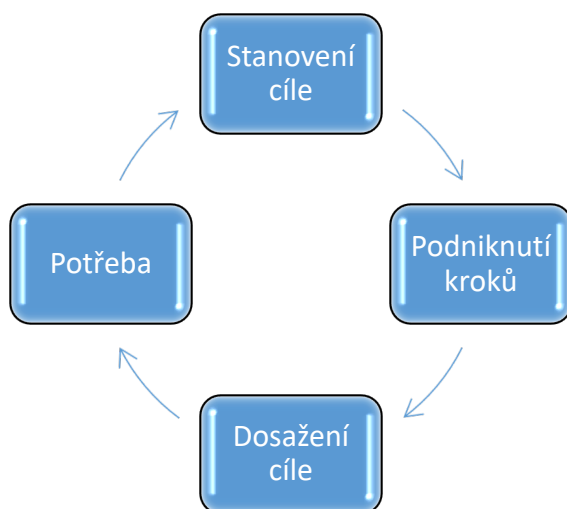 Stanovení
cíle
Potřeba
Podniknutí
kroků
Dosažení
cíle